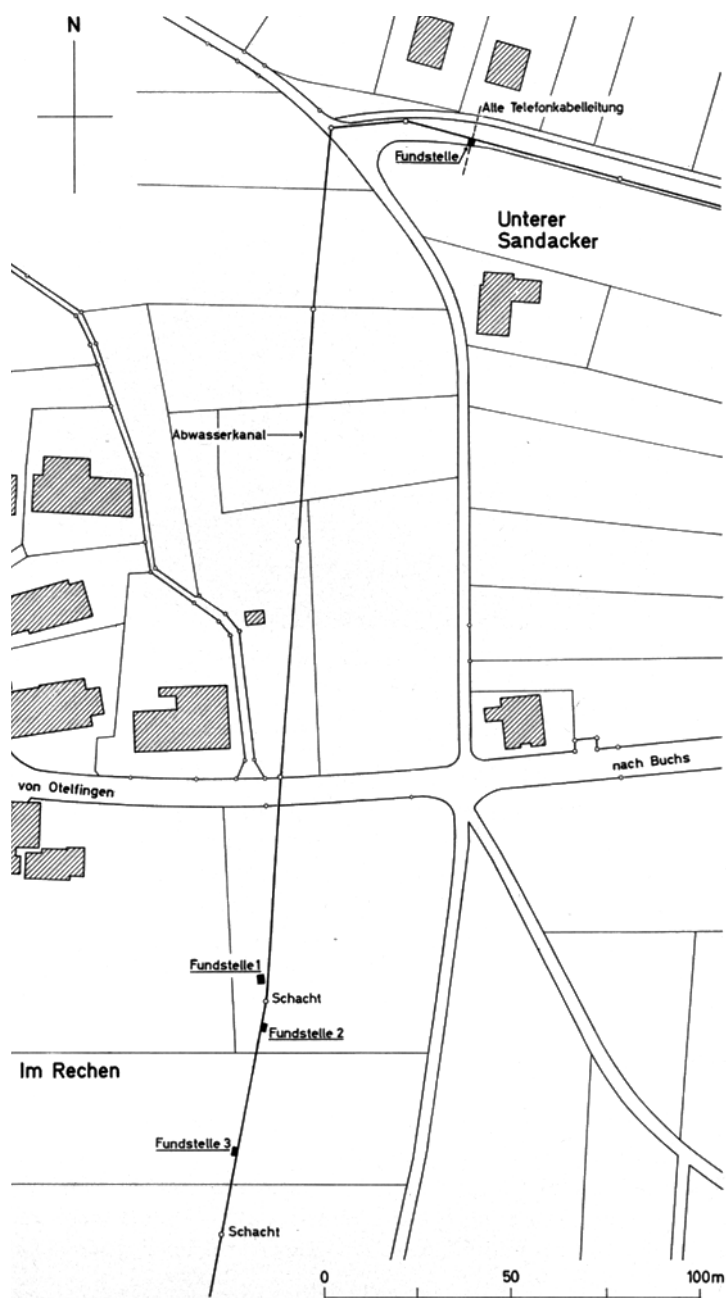 N
Alte Telefonkabelleitung
Fundstelle
Unterer
Sandacker
Abwasserkanal
nach Buchs
von Otelfingen
Fundstelle 1
Schacht
Fundstelle 2
Im Rechen
Fundstelle 3
Schacht
0 50 100m